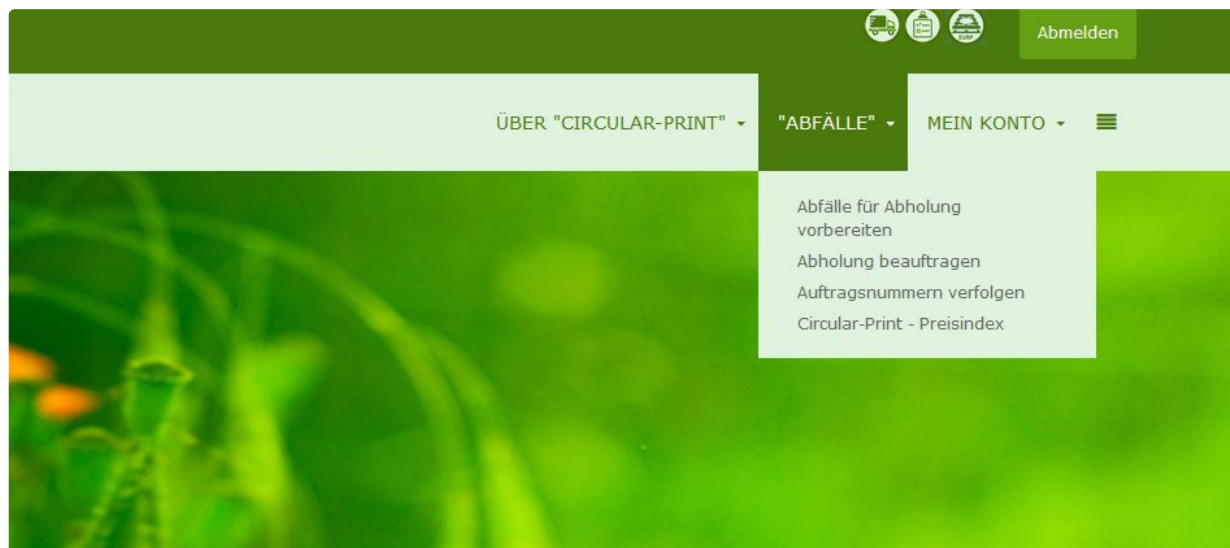 Abmelden
ÜBER "CIRCULAR-PRINT"
"ABFÄLLE"
MEIN KONTO
Abfälle für Abholung
vorbereiten
Abholung beauftragen
Auftragsnummern verfolgen
Circular-Print - Preisindex